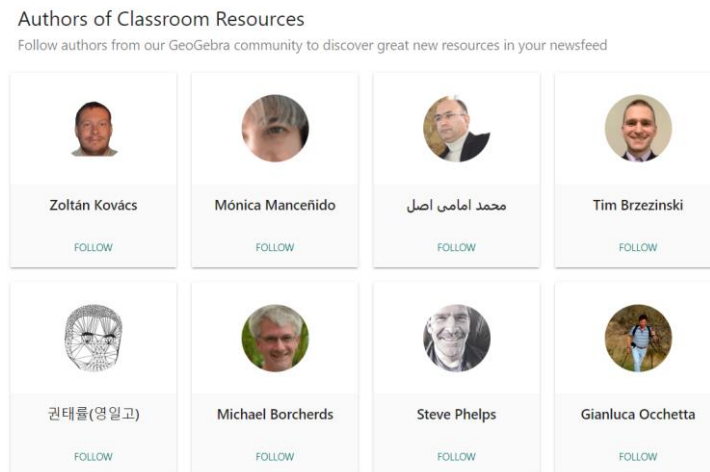 Authors of Classroom Resources
Follow authors from our GeoGebra community to discover great new resources in your newsfeed
Zoltán Kovács
Mónica Manceñido
محمد امامی اصل
Tim Brzezinski
FOLLOW
FOLLOW
FOLLOW
FOLLOW
권태률(영일고)
Michael Borcherds
Steve Phelps
Gianluca Occhetta
FOLLOW
FOLLOW
FOLLOW
FOLLOW